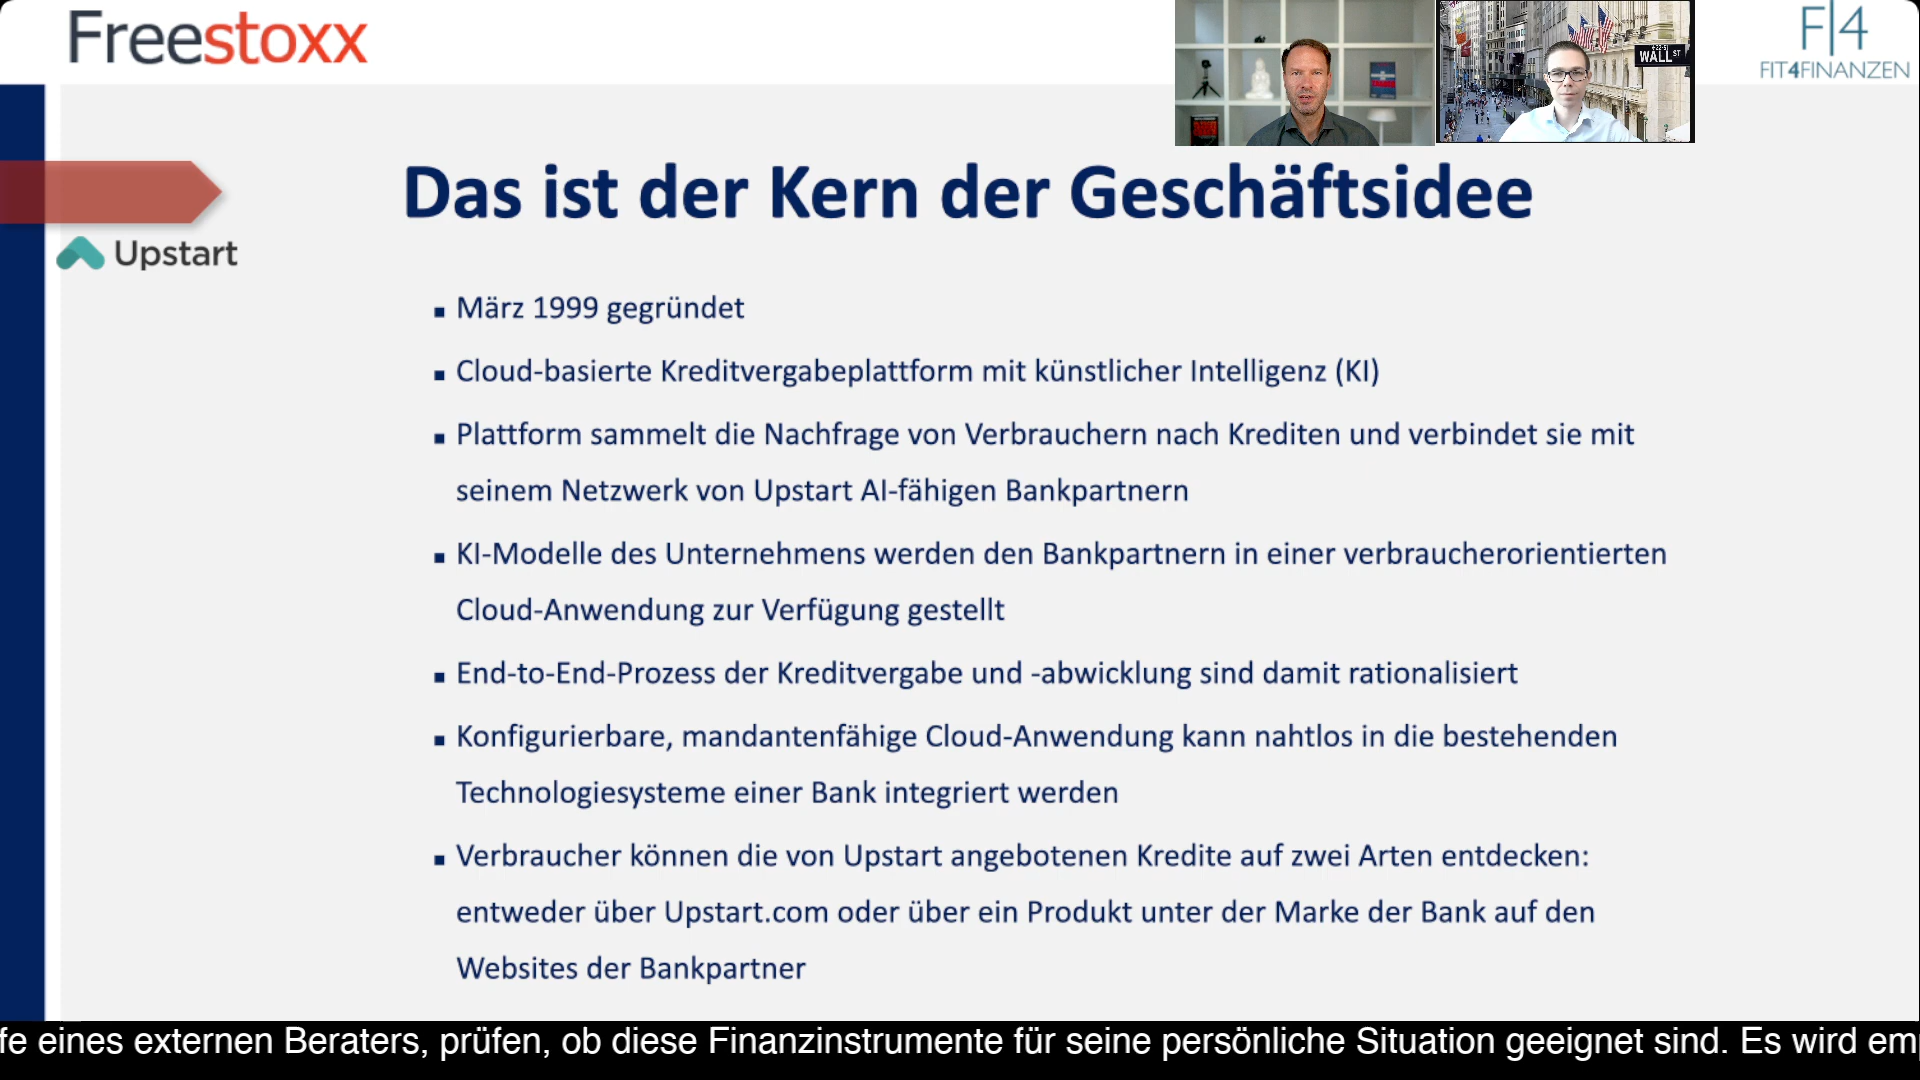 Freestoxx
WALL ST
F|4
FIT4FINANZEN
Das ist der Kern der Geschäftsidee
Upstart
▪ März 1999 gegründet
▪ Cloud-basierte Kreditvergabeplattform mit künstlicher Intelligenz (KI)
▪ Plattform sammelt die Nachfrage von Verbrauchern nach Krediten und verbindet sie mit
seinem Netzwerk von Upstart AI-fähigen Bankpartnern
▪ KI-Modelle des Unternehmens werden den Bankpartnern in einer verbraucherorientierten
Cloud-Anwendung zur Verfügung gestellt
▪ End-to-End-Prozess der Kreditvergabe und -abwicklung sind damit rationalisiert
▪ Konfigurierbare, mandantenfähige Cloud-Anwendung kann nahtlos in die bestehenden
Technologiesysteme einer Bank integriert werden
▪ Verbraucher können die von Upstart angebotenen Kredite auf zwei Arten entdecken:
entweder über Upstart.com oder über ein Produkt unter der Marke der Bank auf den
Websites der Bankpartner
fe eines externen Beraters, prüfen, ob diese Finanzinstrumente für seine persönliche Situation geeignet sind. Es wird emp